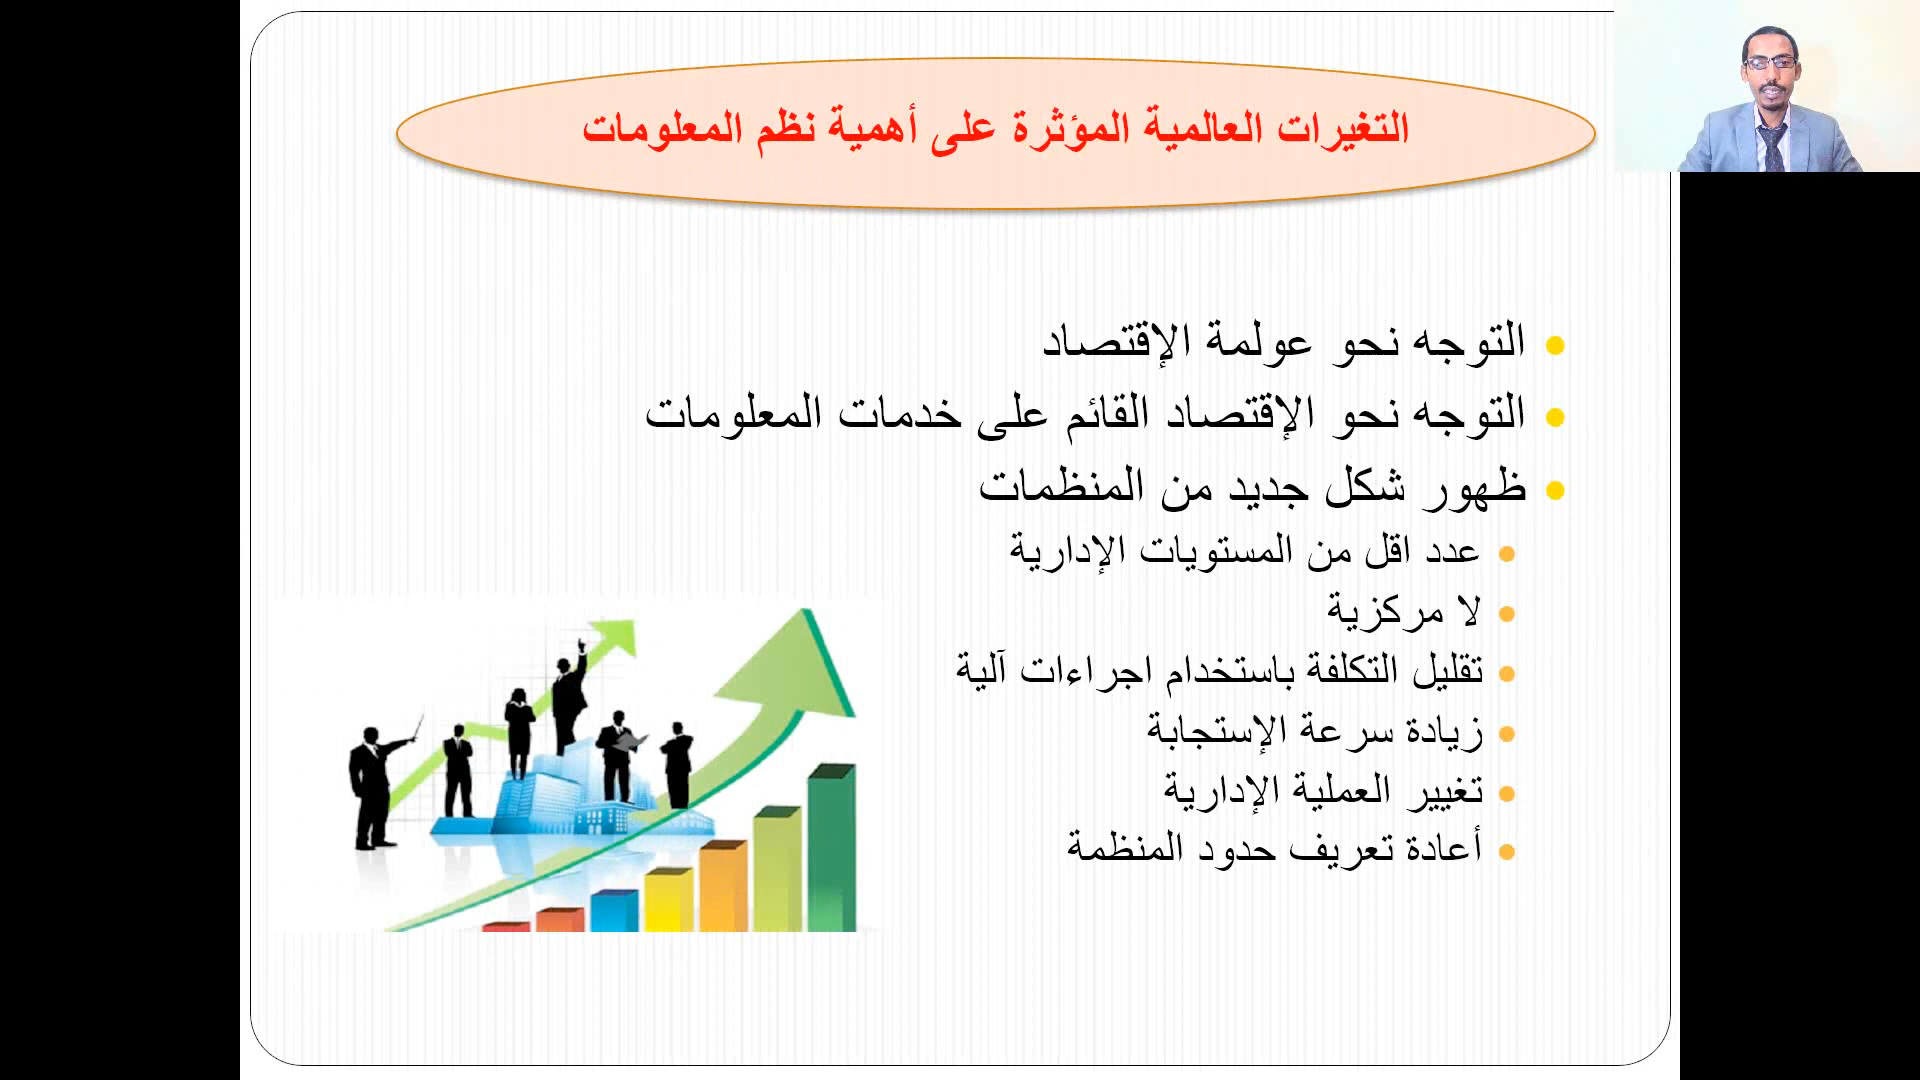 التغيرات العالمية المؤثرة على أهمية نظم المعلومات
التوجه نحو عولمة الإقتصاد
التوجه نحو الإقتصاد القائم على خدمات المعلومات
ظهور شكل جديد من المنظمات
عدد اقل من المستويات الإدارية
لا مركزية
تقليل التكلفة باستخدام اجراءات آلية
زيادة سرعة الإستجابة
تغيير العملية الإدارية
أعادة تعريف حدود المنظمة